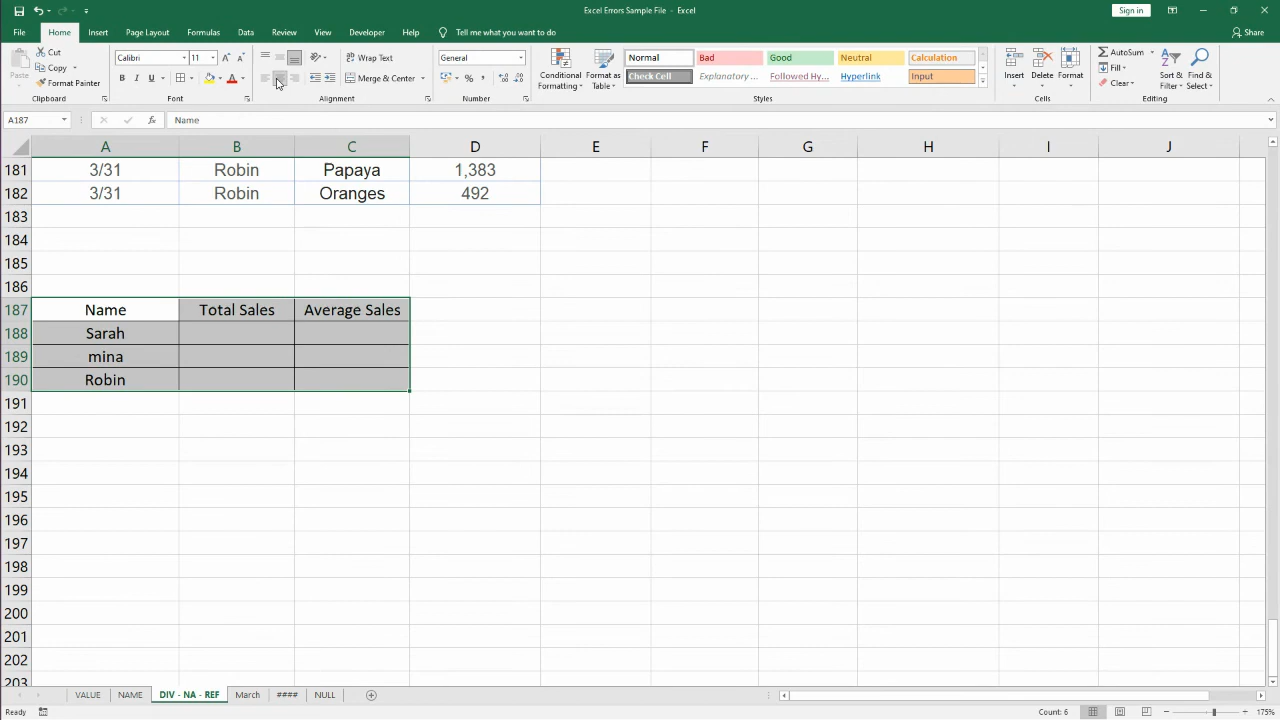 Excel Errors Sample File - Excel
Sign in
File Home Insert Page Layout Formulas Data Review View Developer Help Tell me what you want to do Share
Paste Cut Copy Format Painter Clipboard
Calibri 11 B I U A Font
ab Wrap Text Merge & Center Alignment
General % , Number
Conditional Formatting Format as Table
Normal Bad Good Neutral Calculation
Check Cell Explanatory ... Followed Hy... Hyperlink Input
Styles
Insert Delete Format Cells
AutoSum Fill Clear Sort & Filter Find & Select Editing
A187 fx Name
A B C D E F G H I J
181 3/31 Robin Papaya 1,383
182 3/31 Robin Oranges 492
183
184
185
186
187 Name Total Sales Average Sales
188 Sarah
189 mina
190 Robin
191
192
193
194
195
196
197
198
199
200
201
202
203
VALUE NAME DIV - NA - REF March #### NULL
Ready Count: 6 175%